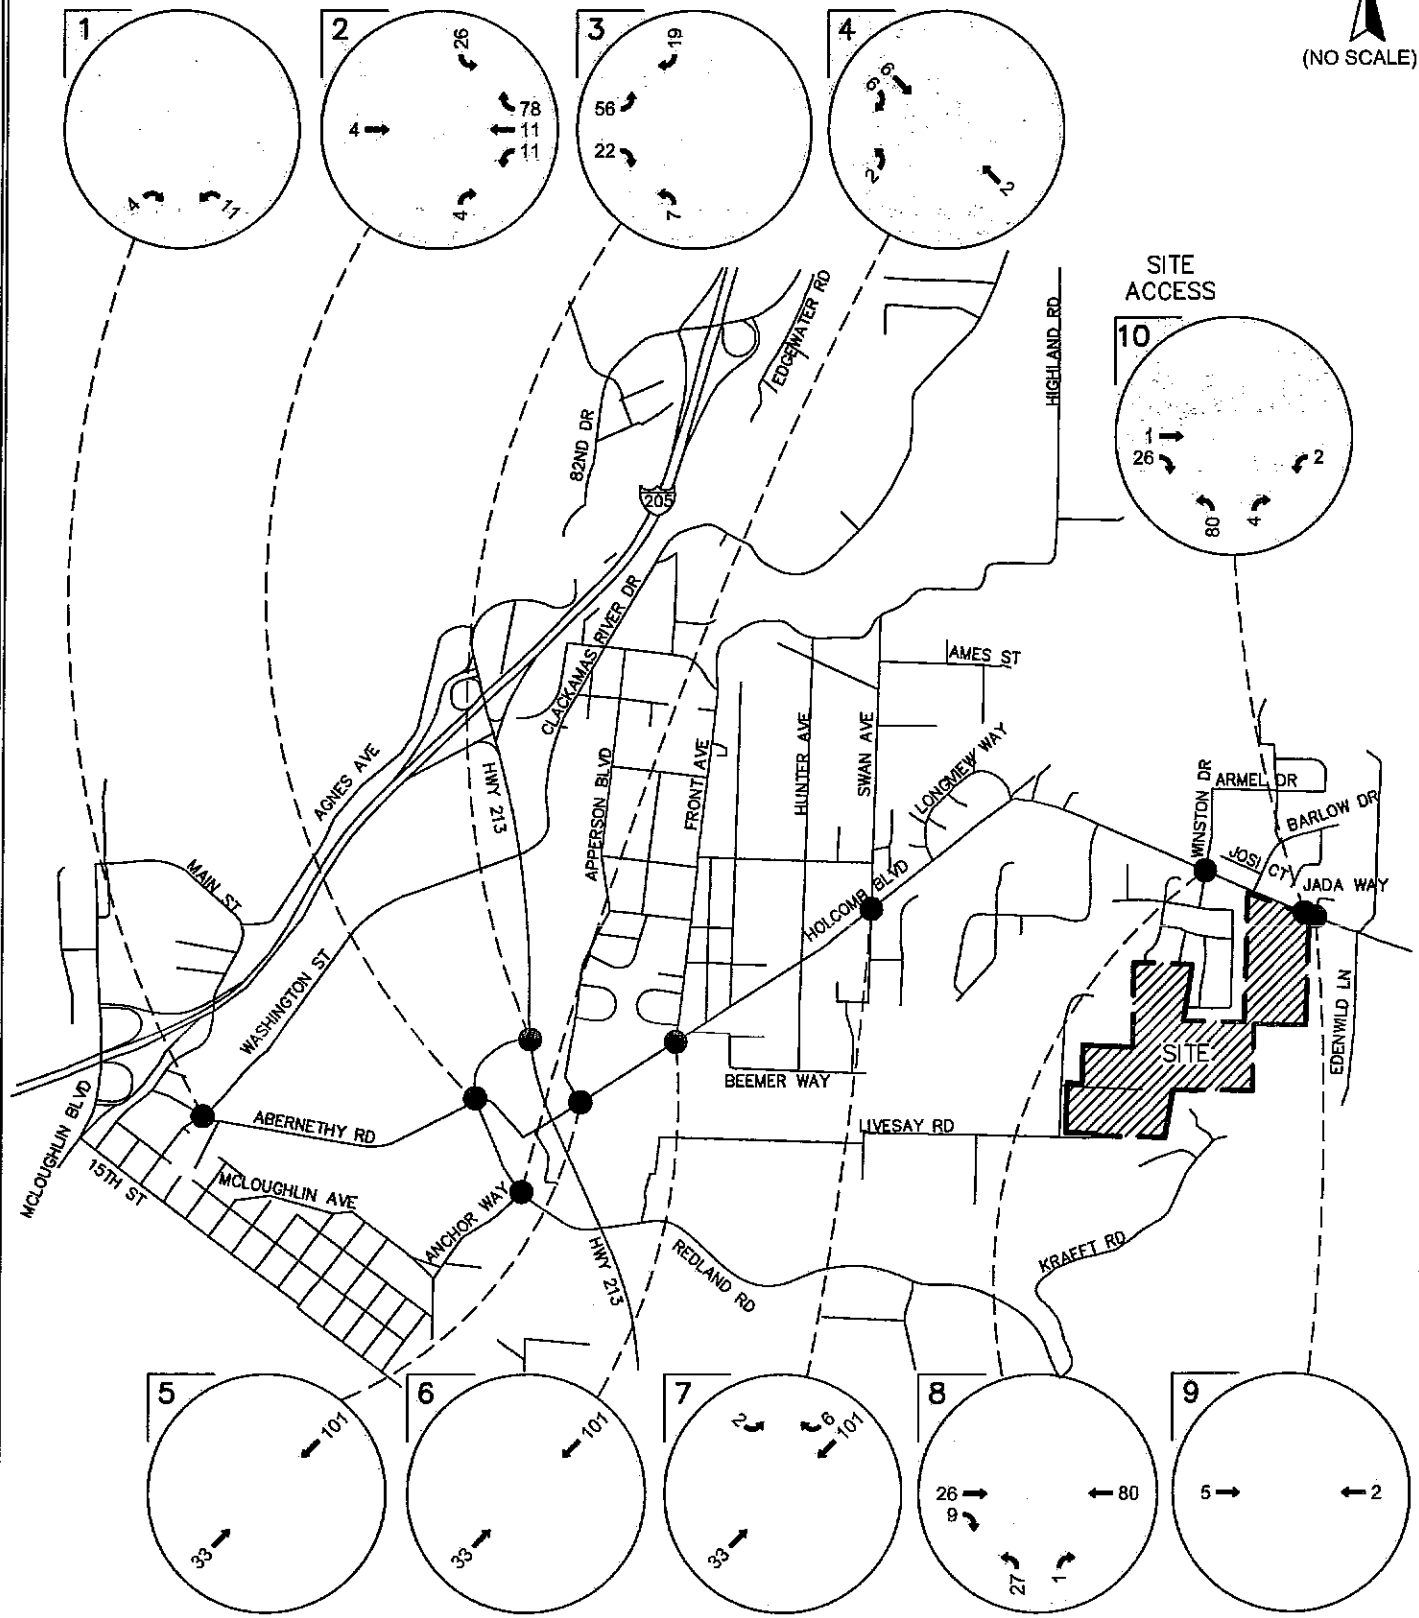 (NO SCALE)
1
4
11
2
26
78
11
11
4
4
3
19
56
22
7
4
6
6
2
2
SITE
ACCESS
10
1
26
2
80
4
EDGEWATER RD
HIGHLAND RD
82ND DR
205
CLACKAMAS RIVER DR
AMES ST
AGNES AVE
HWY 213
APPERSON BLVD
FRONT AVE
HUNTER AVE
SWAN AVE
LONGVIEW WAY
WINSTON DR
ARMEL DR
BARLOW DR
JOSI CT
JADA WAY
MAIN ST
HOLCOMB BLVD
WASHINGTON ST
EDENWILD LN
SITE
BEEMER WAY
MCLOUGHLIN BLVD
ABERNETHY RD
LIVESAY RD
15TH ST
MCLOUGHLIN AVE
ANCHOR WAY
HWY 213
REDLAND RD
KRAEFT RD
5
101
33
6
101
33
7
2
6
101
33
8
26
9
80
27
1
9
5
2